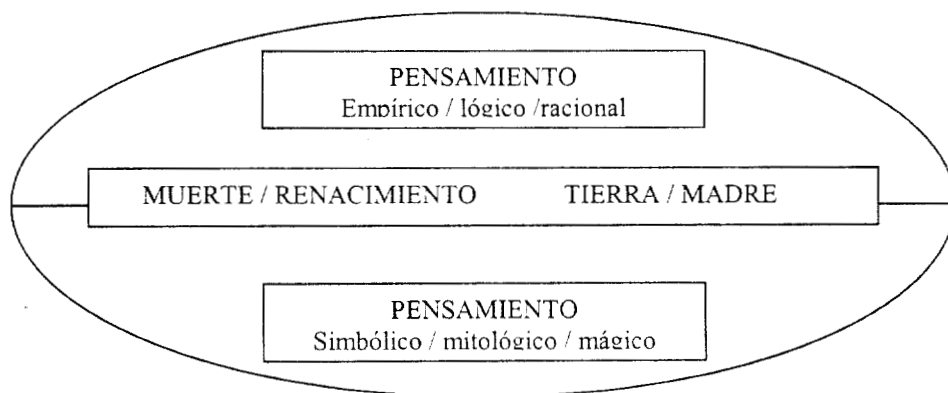 PENSAMIENTO
Empírico / lógico /racional
MUERTE / RENACIMIENTO TIERRA / MADRE
PENSAMIENTO
Simbólico / mitológico / mágico